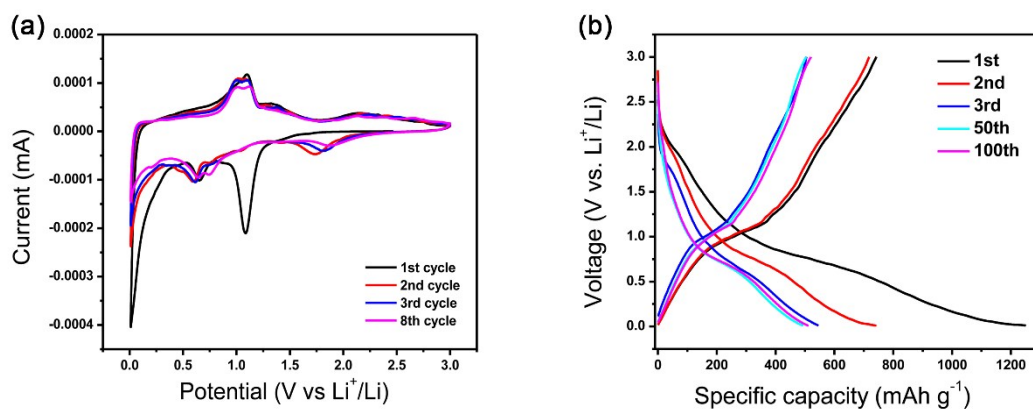 (a)
0.0002
0.0001
0.0000
-0.0001
-0.0002
-0.0003
-0.0004
Current (mA)
1st cycle
2nd cycle
3rd cycle
8th cycle
0.0 0.5 1.0 1.5 2.0 2.5 3.0
Potential (V vs Li⁺/Li)
(b)
3.0
2.5
2.0
1.5
1.0
0.5
0.0
Voltage (V vs. Li⁺/Li)
1st
2nd
3rd
50th
100th
0 200 400 600 800 1000 1200
Specific capacity (mAh g⁻¹)